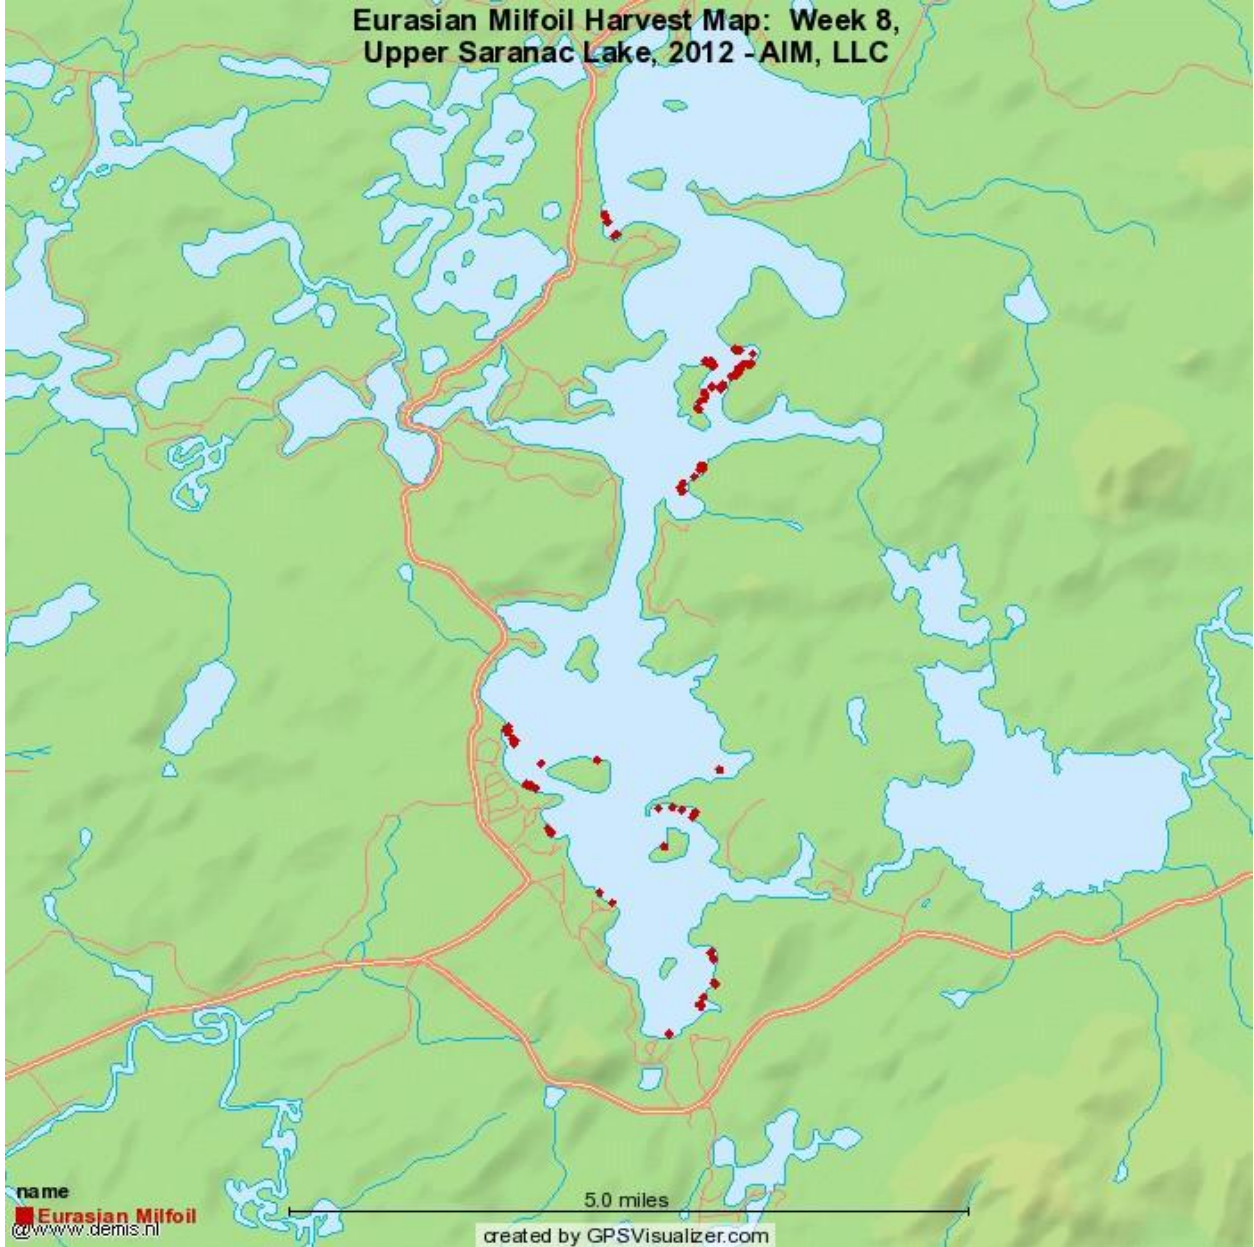 Eurasian Milfoil Harvest Map:  Week 8,
Upper Saranac Lake, 2012 - AIM, LLC
name
Eurasian Milfoil
@www.demis.nl
5.0 miles
created by GPSVisualizer.com